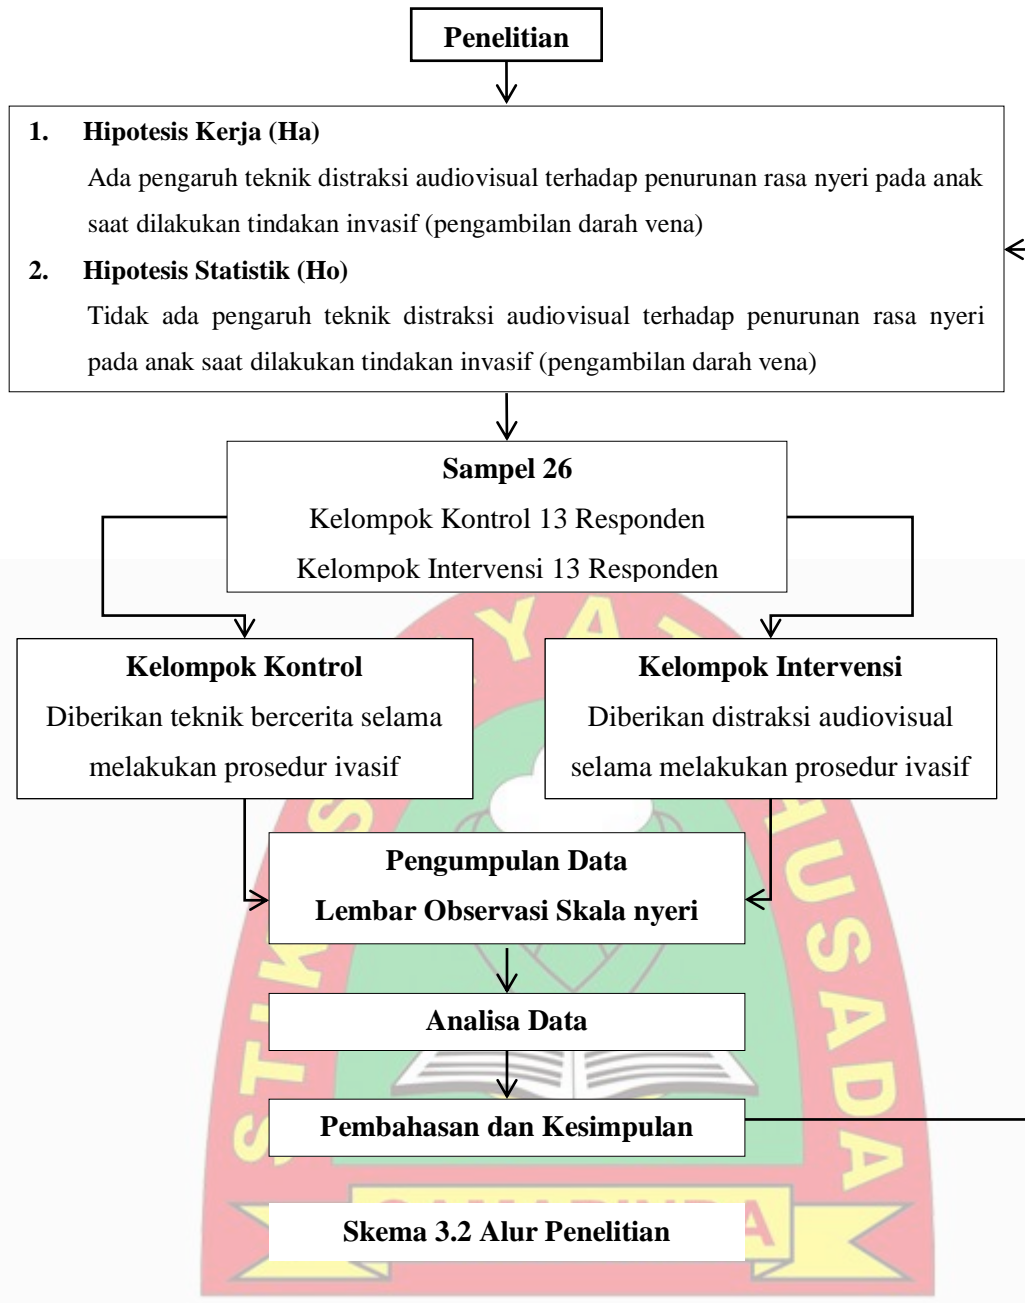 Penelitian
1. Hipotesis Kerja (Ha)
Ada pengaruh teknik distraksi audiovisual terhadap penurunan rasa nyeri pada anak
saat dilakukan tindakan invasif (pengambilan darah vena)
2. Hipotesis Statistik (Ho)
Tidak ada pengaruh teknik distraksi audiovisual terhadap penurunan rasa nyeri
pada anak saat dilakukan tindakan invasif (pengambilan darah vena)
Sampel 26
Kelompok Kontrol 13 Responden
Kelompok Intervensi 13 Responden
Kelompok Kontrol
Diberikan teknik bercerita selama
melakukan prosedur ivasif
Kelompok Intervensi
Diberikan distraksi audiovisual
selama melakukan prosedur ivasif
Pengumpulan Data
Lembar Observasi Skala nyeri
Analisa Data
Pembahasan dan Kesimpulan
Skema 3.2 Alur Penelitian